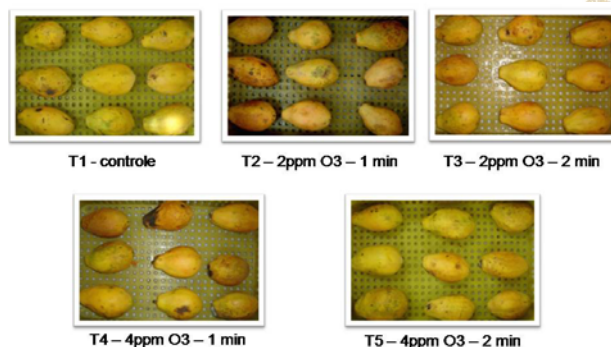 T1 - controle
T2 – 2ppm O3 – 1 min
T3 – 2ppm O3 – 2 min
T4 – 4ppm O3 – 1 min
T5 – 4ppm O3 – 2 min